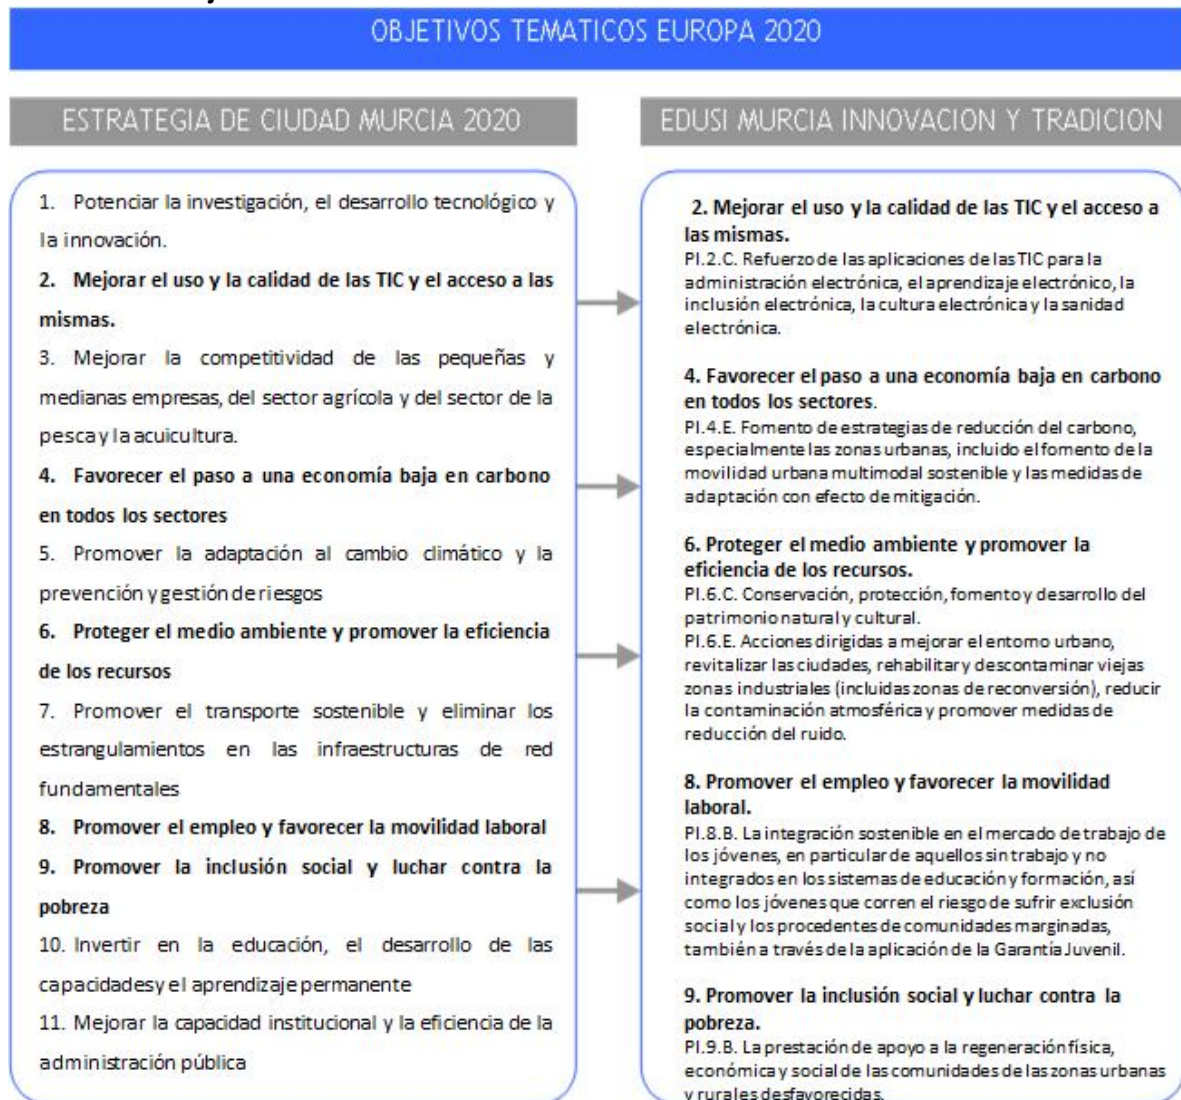 OBJETIVOS TEMATICOS EUROPA 2020
ESTRATEGIA DE CIUDAD MURCIA 2020
1. Potenciar la investigación, el desarrollo tecnológico y
la innovación.
2. Mejorar el uso y la calidad de las TIC y el acceso a las
mismas.
3. Mejorar la competitividad de las pequeñas y
medianas empresas, del sector agrícola y del sector de la
pesca y la acuicultura.
4. Favorecer el paso a una economía baja en carbono
en todos los sectores
5. Promover la adaptación al cambio climático y la
prevención y gestión de riesgos
6. Proteger el medio ambiente y promover la eficiencia
de los recursos
7. Promover el transporte sostenible y eliminar los
estrangulamientos en las infraestructuras de red
fundamentales
8. Promover el empleo y favorecer la movilidad laboral
9. Promover la inclusión social y luchar contra la
pobreza
10. Invertir en la educación, el desarrollo de las
capacidadesy el aprendizaje permanente
11. Mejorar la capacidad institucional y la eficiencia de la
administración pública
EDUSI MURCIA INNOVACION Y TRADICION
2. Mejorar el uso y la calidad de las TIC y el acceso a
las mismas.
PI.2.C. Refuerzo de las aplicaciones de las TIC para la
administración electrónica, el aprendizaje electrónico, la
inclusión electrónica, la cultura electrónica y la sanidad
electrónica.
4. Favorecer el paso a una economía baja en carbono
en todos los sectores.
PI.4.E. Fomento de estrategias de reducción del carbono,
especialmente las zonas urbanas, incluido el fomento de la
movilidad urbana multimodal sostenible y las medidas de
adaptación con efecto de mitigación.
6. Proteger el medio ambiente y promover la
eficiencia de los recursos.
PI.6.C. Conservación, protección, fomento y desarrollo del
patrimonio natural y cultural.
PI.6.E. Acciones dirigidas a mejorar el entorno urbano,
revitalizar las ciudades, rehabilitar y descontaminar viejas
zonas industriales (incluidas zonas de reconversión), reducir
la contaminación atmosférica y promover medidas de
reducción del ruido.
8. Promover el empleo y favorecer la movilidad
laboral.
PI.8.B. La integración sostenible en el mercado de trabajo de
los jóvenes, en particular de aquellos sin trabajo y no
integrados en los sistemas de educación y formación, así
como los jóvenes que corren el riesgo de sufrir exclusión
social y los procedentes de comunidades marginadas,
también a través de la aplicación de la Garantía Juvenil.
9. Promover la inclusión social y luchar contra la
pobreza.
PI.9.B. La prestación de apoyo a la regeneración física,
económica y social de las comunidades de las zonas urbanas
y rurales desfavorecidas.